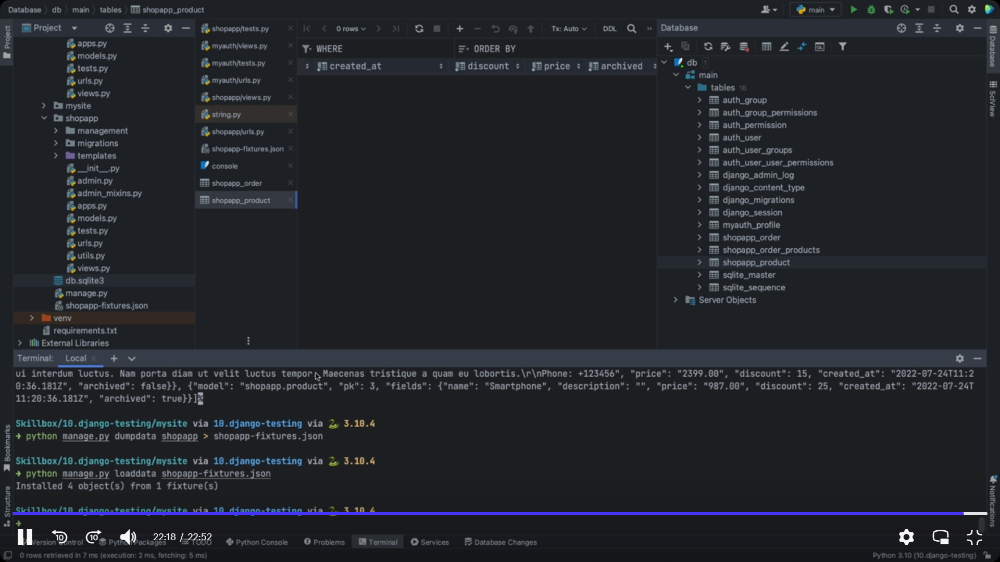 Database
db
main
tables
shopapp_product
main
Project
Project
apps.py
models.py
tests.py
urls.py
views.py
mysite
shopapp
management
migrations
templates
__init__.py
admin.py
admin_mixins.py
apps.py
models.py
tests.py
urls.py
utils.py
views.py
db.sqlite3
manage.py
shopapp-fixtures.json
venv
requirements.txt
External Libraries
shopapp/tests.py
myauth/views.py
myauth/tests.py
myauth/urls.py
shopapp/views.py
string.py
shopapp/urls.py
shopapp-fixtures.json
console
shopapp_order
shopapp_product
0 rows
Tx: Auto
DDL
WHERE
ORDER BY
created_at
discount
price
archived
Database
db 1
main
tables 16
auth_group
auth_group_permissions
auth_permission
auth_user
auth_user_groups
auth_user_user_permissions
django_admin_log
django_content_type
django_migrations
django_session
myauth_profile
shopapp_order
shopapp_order_products
shopapp_product
sqlite_master
sqlite_sequence
Server Objects
Database
SciView
Notifications
Bookmarks
Structure
Terminal:
Local
ui interdum luctus. Nam porta diam ut velit luctus tempor. Maecenas tristique a quam eu lobortis.\r\nPhone: +123456", "price": "2399.00", "discount": 15, "created_at": "2022-07-24T11:2
0:36.181Z", "archived": false}}, {"model": "shopapp.product", "pk": 3, "fields": {"name": "Smartphone", "description": "", "price": "987.00", "discount": 25, "created_at": "2022-07-24T
11:20:36.181Z", "archived": true}}]%
Skillbox/10.django-testing/mysite via 10.django-testing via 3.10.4
→ python manage.py dumpdata shopapp > shopapp-fixtures.json
Skillbox/10.django-testing/mysite via 10.django-testing via 3.10.4
→ python manage.py loaddata shopapp-fixtures.json
Installed 4 object(s) from 1 fixture(s)
Skillbox/10.django-testing/mysite via 10.django-testing via 3.10.4
→
10
10
22:18 / 22:52
Version Control
Python Packages
TODO
Python Console
Problems
Terminal
Services
Database Changes
0 rows retrieved in 7 ms (execution: 2 ms, fetching: 5 ms)
Python 3.10 (10.django-testing)